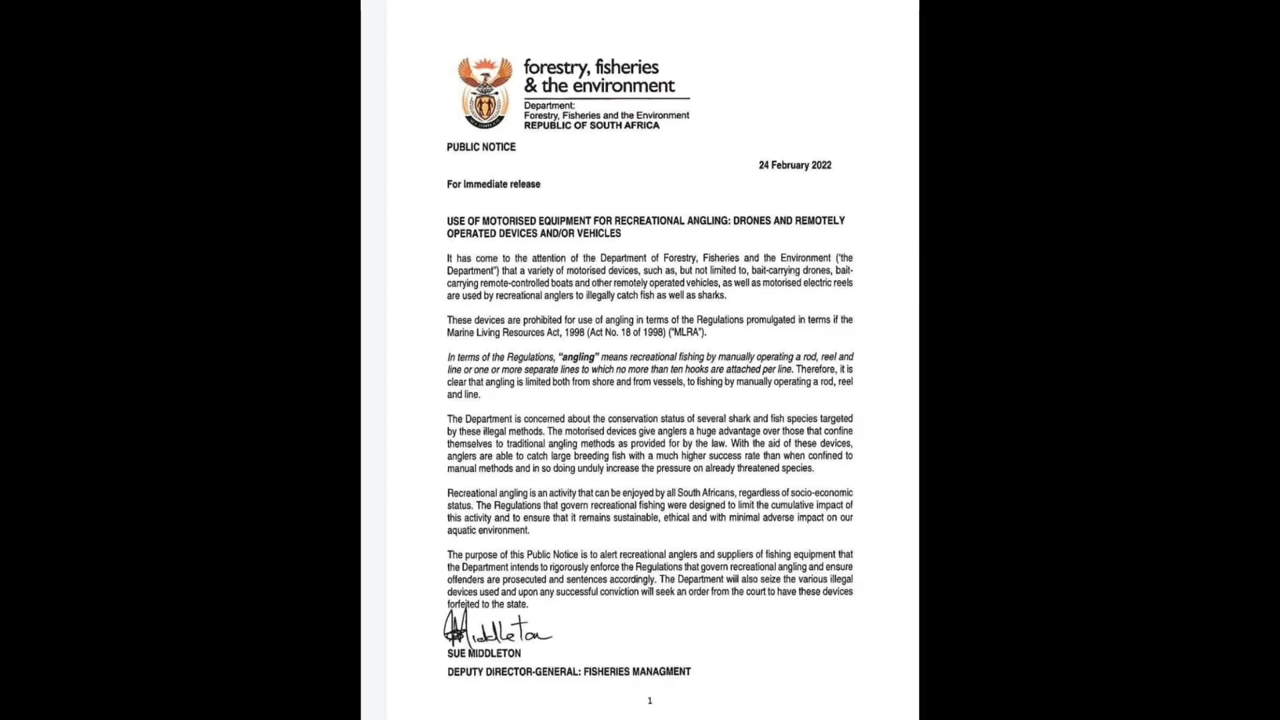 forestry, fisheries
& the environment
Department:
Forestry, Fisheries and the Environment
REPUBLIC OF SOUTH AFRICA
PUBLIC NOTICE
24 February 2022
For immediate release
USE OF MOTORISED EQUIPMENT FOR RECREATIONAL ANGLING: DRONES AND REMOTELY
OPERATED DEVICES AND/OR VEHICLES
It has come to the attention of the Department of Forestry, Fisheries and the Environment ('the
Department") that a variety of motorised devices, such as, but not limited to, bait-carrying drones, bait-
carrying remote-controlled boats and other remotely operated vehicles, as well as motorised electric reels
are used by recreational anglers to illegally catch fish as well as sharks.
These devices are prohibited for use of angling in terms of the Regulations promulgated in terms if the
Marine Living Resources Act, 1998 (Act No. 18 of 1998) ("MLRA").
In terms of the Regulations, "angling" means recreational fishing by manually operating a rod, reel and
line or one or more separate lines to which no more than ten hooks are attached per line. Therefore, it is
clear that angling is limited both from shore and from vessels, to fishing by manually operating a rod, reel
and line.
The Department is concerned about the conservation status of several shark and fish species targeted
by these illegal methods. The motorised devices give anglers a huge advantage over those that confine
themselves to traditional angling methods as provided for by the law. With the aid of these devices,
anglers are able to catch large breeding fish with a much higher success rate than when confined to
manual methods and in so doing unduly increase the pressure on already threatened species.
Recreational angling is an activity that can be enjoyed by all South Africans, regardless of socio-economic
status. The Regulations that govern recreational fishing were designed to limit the cumulative impact of
this activity and to ensure that it remains sustainable, ethical and with minimal adverse impact on our
aquatic environment.
The purpose of this Public Notice is to alert recreational anglers and suppliers of fishing equipment that
the Department intends to rigorously enforce the Regulations that govern recreational angling and ensure
offenders are prosecuted and sentences accordingly. The Department will also seize the various illegal
devices used and upon any successful conviction will seek an order from the court to have these devices
forfeited to the state.
Middleton
SUE MIDDLETON
DEPUTY DIRECTOR-GENERAL: FISHERIES MANAGMENT
1